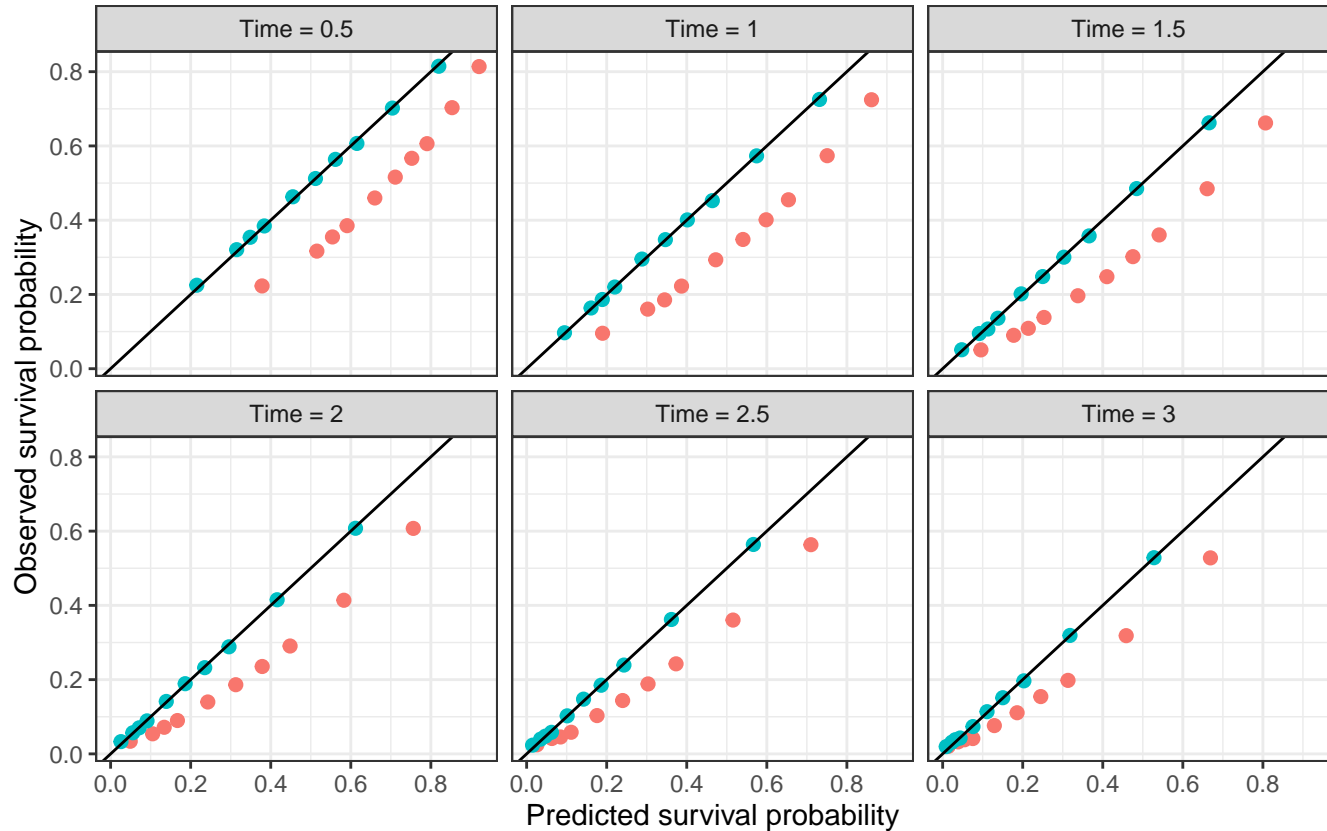 Time = 0.5
Time = 1
Time = 1.5
0.8
0.6
0.4
0.2
0.0
Time = 2
Time = 2.5
Time = 3
0.8
0.6
0.4
0.2
0.0
0.0 0.2 0.4 0.6 0.8
0.0 0.2 0.4 0.6 0.8
0.0 0.2 0.4 0.6 0.8
Observed survival probability
Predicted survival probability